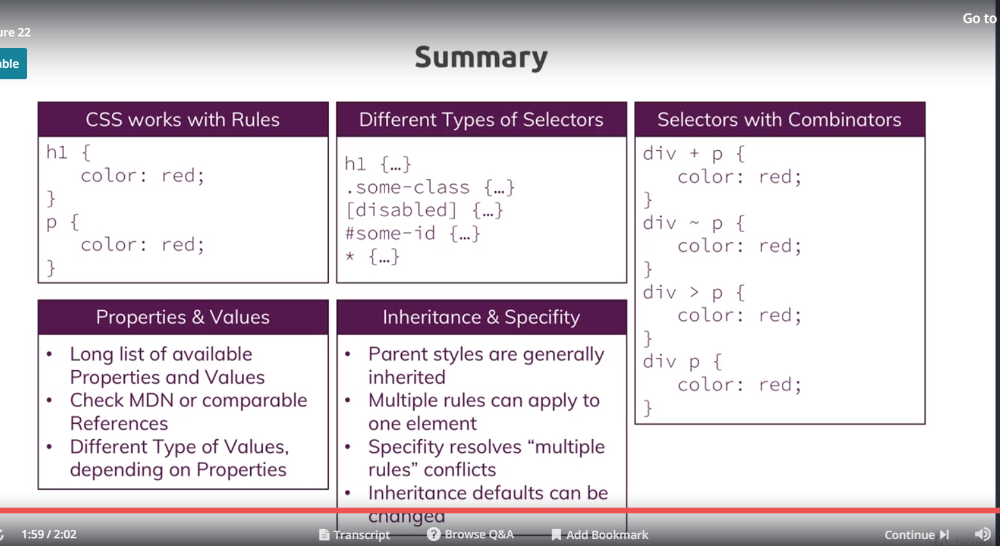 Go to
ure 22
able
Summary
CSS works with Rules
h1 {
color: red;
}
p {
color: red;
}
Different Types of Selectors
h1 {…}
.some-class {…}
[disabled] {…}
#some-id {…}
* {…}
Selectors with Combinators
div + p {
color: red;
}
div ~ p {
color: red;
}
div > p {
color: red;
}
div p {
color: red;
}
Properties & Values
• Long list of available
Properties and Values
• Check MDN or comparable
References
• Different Type of Values,
depending on Properties
Inheritance & Specifity
• Parent styles are generally
inherited
• Multiple rules can apply to
one element
• Specifity resolves “multiple
rules” conflicts
• Inheritance defaults can be
changed
1:59 / 2:02
Transcript
? Browse Q&A
Add Bookmark
Continue
Udemy